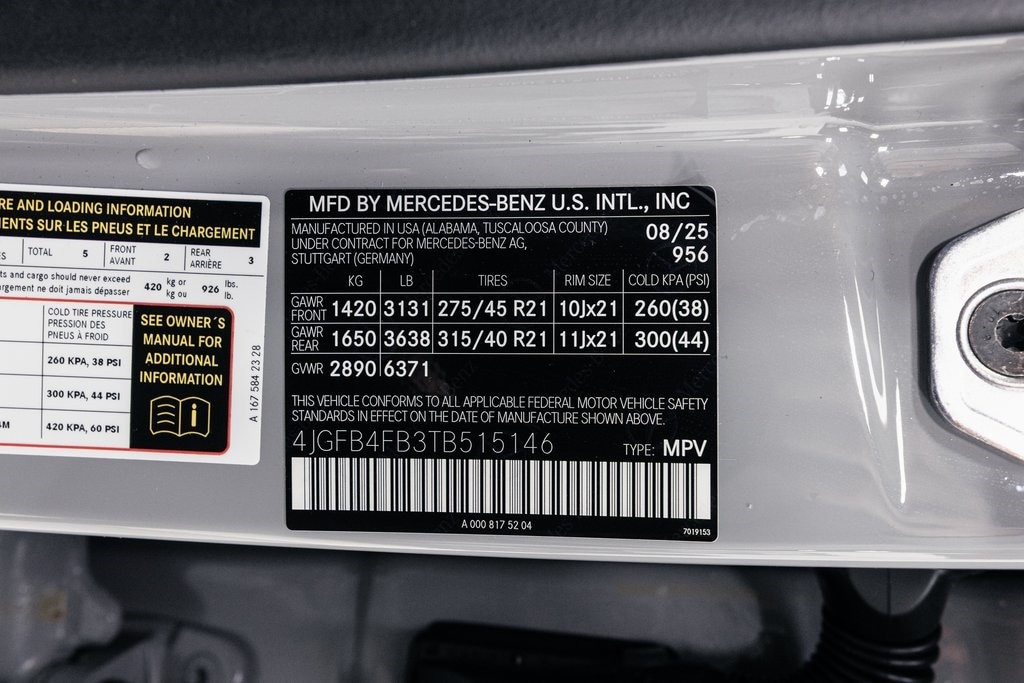 RE AND LOADING INFORMATION
MENTS SUR LES PNEUS ET LE CHARGEMENT
ES TOTAL 5 FRONT AVANT 2 REAR ARRIÈRE 3
ts and cargo should never exceed
gement ne doit jamais dépasser
420 kg or kg ou 926 lbs. lb.
COLD TIRE PRESSURE
PRESSION DES
PNEUS À FROID
260 KPA, 38 PSI
300 KPA, 44 PSI
4M 420 KPA, 60 PSI
SEE OWNER´S
MANUAL FOR
ADDITIONAL
INFORMATION
i
A 167 584 23 28
MFD BY MERCEDES-BENZ U.S. INTL., INC
MANUFACTURED IN USA (ALABAMA, TUSCALOOSA COUNTY)
UNDER CONTRACT FOR MERCEDES-BENZ AG,
STUTTGART (GERMANY)
08/25
956
KG LB TIRES RIM SIZE COLD KPA (PSI)
GAWR FRONT 1420 3131 275/45 R21 10Jx21 260(38)
GAWR REAR 1650 3638 315/40 R21 11Jx21 300(44)
GVWR 2890 6371
THIS VEHICLE CONFORMS TO ALL APPLICABLE FEDERAL MOTOR VEHICLE SAFETY
STANDARDS IN EFFECT ON THE DATE OF MANUFACTURE SHOWN ABOVE.
4JGFB4FB3TB515146 TYPE: MPV
A 000 817 52 04
7019153